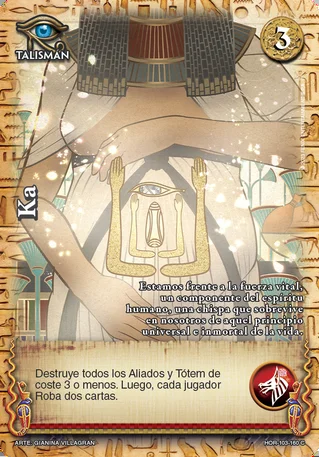 TALISMAN
3
Ka
Estamos frente a la fuerza vital,
un componente del espíritu
humano, una chispa que sobrevive
en nosotros de aquel principio
universal e inmortal de la vida.
Destruye todos los Aliados y Tótem de
coste 3 o menos. Luego, cada jugador
Roba dos cartas.
ARTE: GIANINA VILLAGRAN
HOR-103-160 C